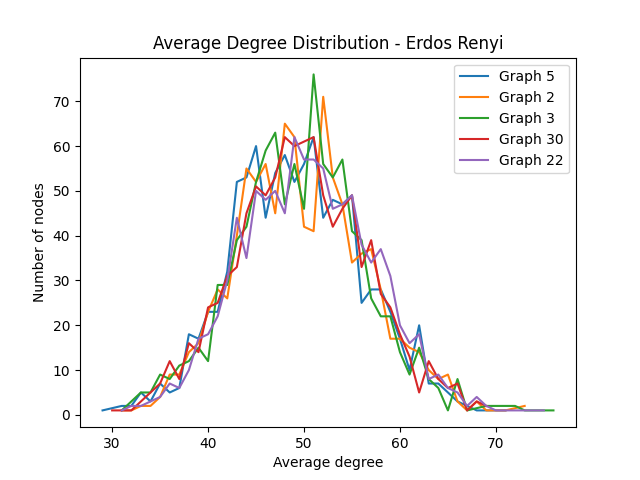 Average Degree Distribution - Erdos Renyi
Graph 5
Graph 2
Graph 3
Graph 30
Graph 22
Number of nodes
70
60
50
40
30
20
10
0
30 40 50 60 70
Average degree